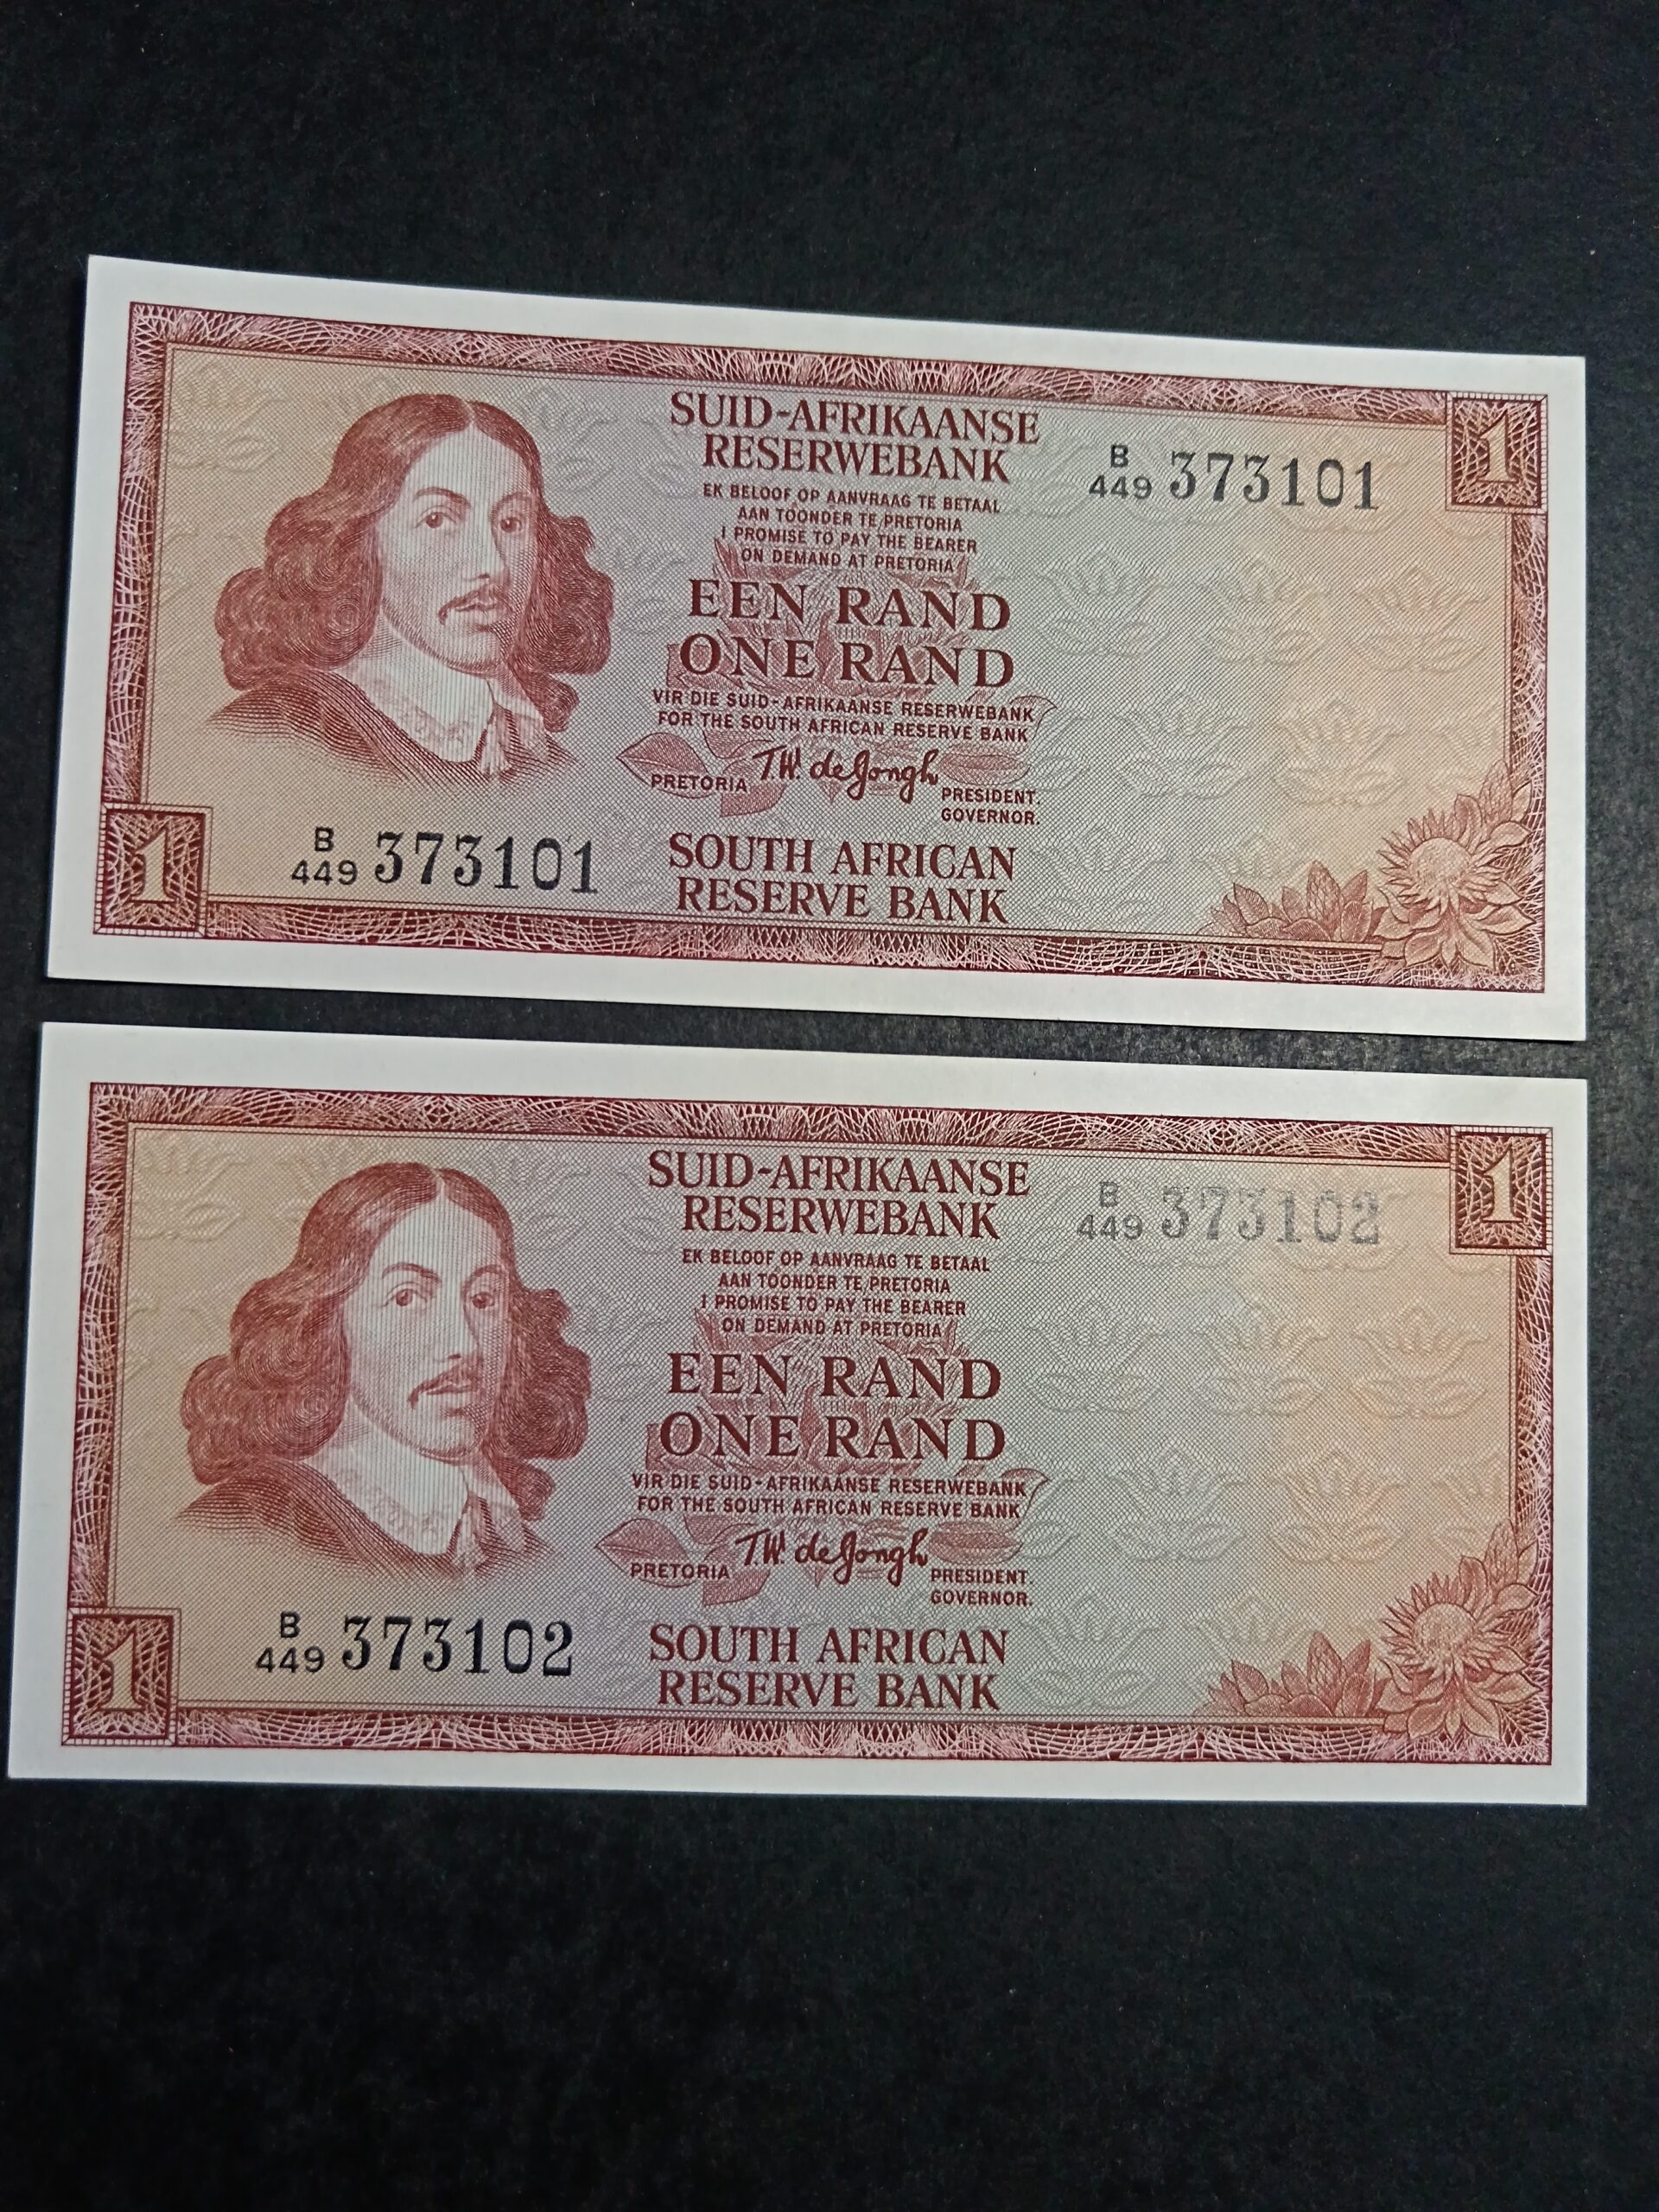 SUID-AFRIKAANSE
RESERWEBANK
B
449 373101
1
EK BELOOF OP AANVRAAG TE BETAAL
AAN TOONDER TE PRETORIA
I PROMISE TO PAY THE BEARER
ON DEMAND AT PRETORIA
EEN RAND
ONE RAND
VIR DIE SUID-AFRIKAANSE RESERWEBANK
FOR THE SOUTH AFRICAN RESERVE BANK
T.W. de Jongh
PRETORIA
PRESIDENT.
GOVERNOR.
1
B
449 373101
SOUTH AFRICAN
RESERVE BANK
SUID-AFRIKAANSE
RESERWEBANK
B
449 373102
1
EK BELOOF OP AANVRAAG TE BETAAL
AAN TOONDER TE PRETORIA
I PROMISE TO PAY THE BEARER
ON DEMAND AT PRETORIA
EEN RAND
ONE RAND
VIR DIE SUID-AFRIKAANSE RESERWEBANK
FOR THE SOUTH AFRICAN RESERVE BANK
T.W. de Jongh
PRETORIA
PRESIDENT.
GOVERNOR.
1
B
449 373102
SOUTH AFRICAN
RESERVE BANK